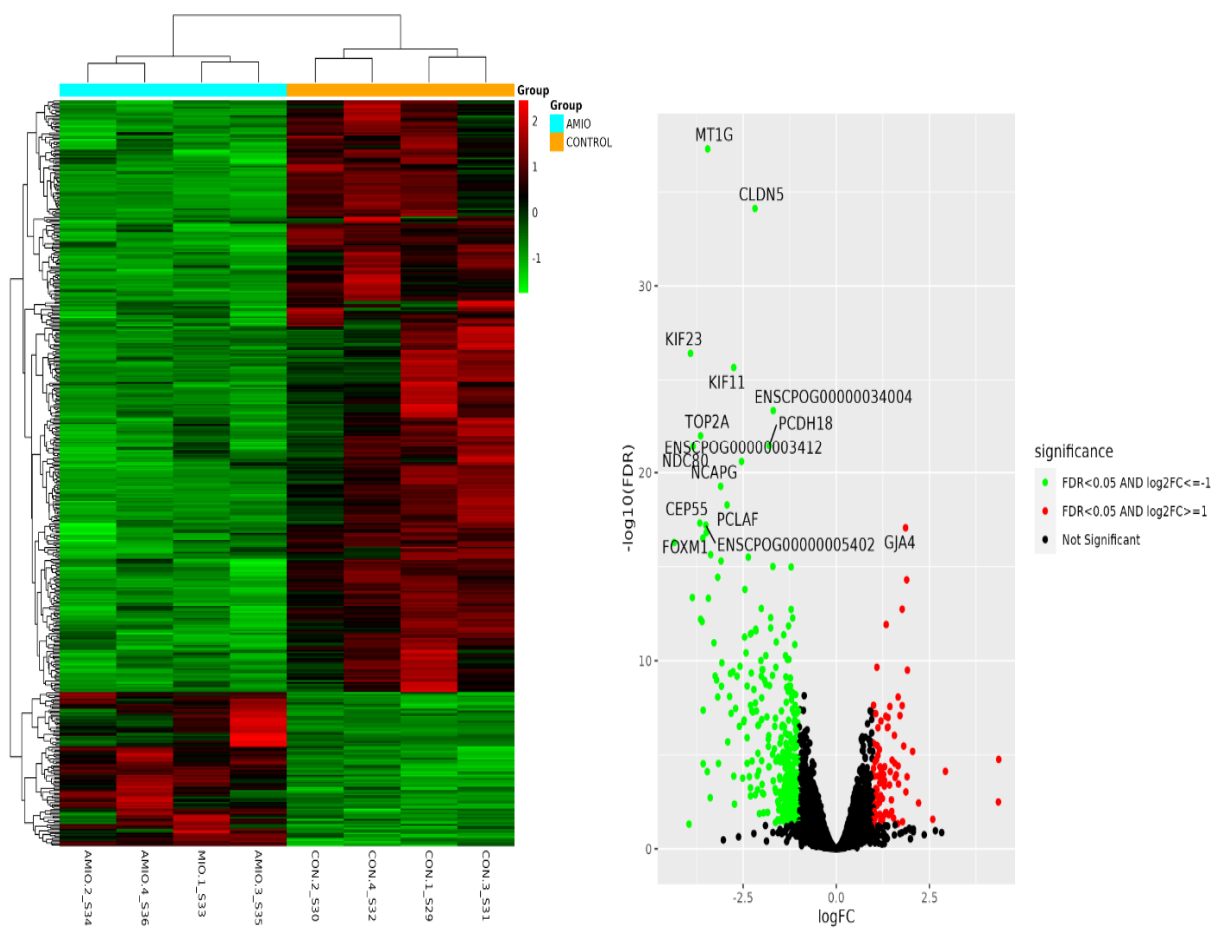 Group
2
1
0
-1
Group
AMIO
CONTROL
AMIO.2_S34
AMIO.4_S36
MIO.1_S33
AMIO.3_S35
CON.2_S30
CON.4_S32
CON.1_S29
CON.3_S31
MT1G
CLDN5
KIF23
KIF11
ENSCPOG00000034004
TOP2A
PCDH18
ENSCPOG00000003412
NDC80
NCAPG
CEP55
PCLAF
FOXM1
ENSCPOG00000005402
GJA4
-log10(FDR)
30
20
10
0
-2.5
0.0
2.5
logFC
significance
FDR<0.05 AND log2FC<=-1
FDR<0.05 AND log2FC>=1
Not Significant